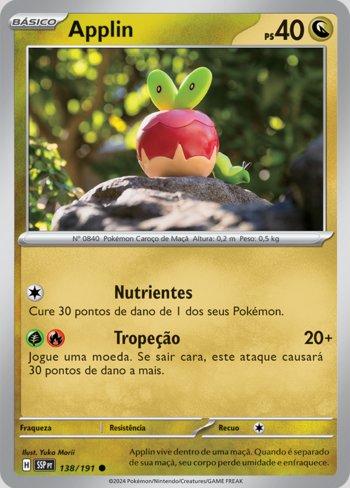 BÁSICO
Applin
PS 40
Nº 0840 Pokémon Caroço de Maçã Altura: 0,2 m Peso: 0,5 kg
Nutrientes
Cure 30 pontos de dano de 1 dos seus Pokémon.
Tropeção 20+
Jogue uma moeda. Se sair cara, este ataque causará
30 pontos de dano a mais.
Fraqueza Resistência Recuo
Ilust. Yuka Morii
H SSP PT 138/191
Applin vive dentro de uma maçã. Quando é separado
de sua maçã, seu corpo perde umidade e enfraquece.
©2024 Pokémon/Nintendo/Creatures/GAME FREAK